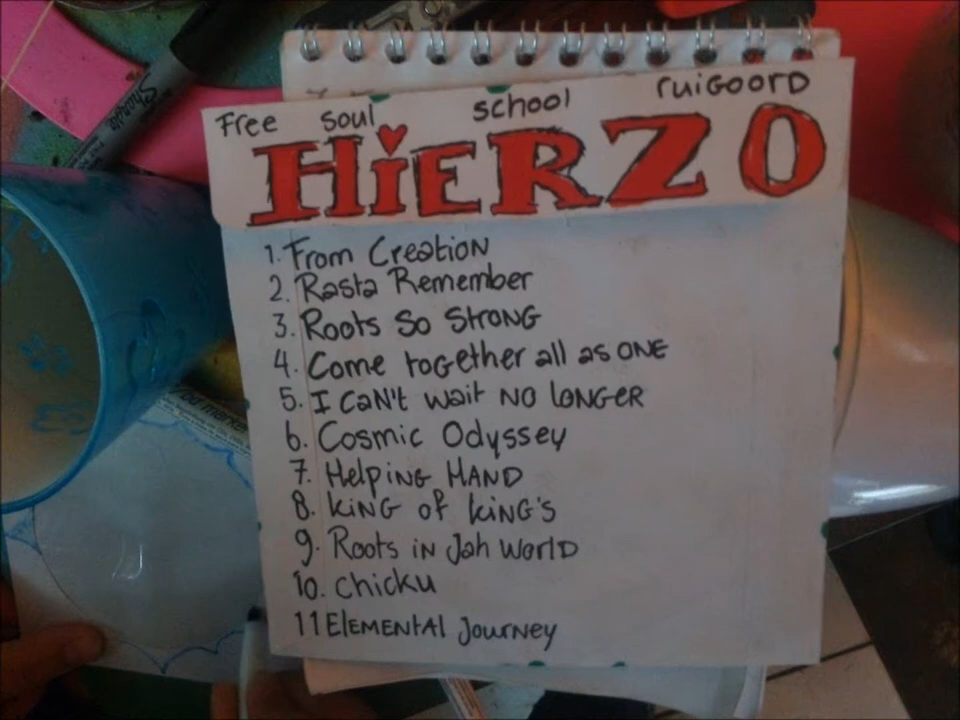 Free soul school ruigoord
HiERZO
1. From Creation
2. Rasta Remember
3. Roots So Strong
4. Come together all as ONE
5. I CaN't wait NO loNGER
6. Cosmic Odyssey
7. HelpiNG HAND
8. kiNG of kiNG's
9. Roots in Jah World
10. Chicku
11 ElEMENTAl JourNEY
Sharpie